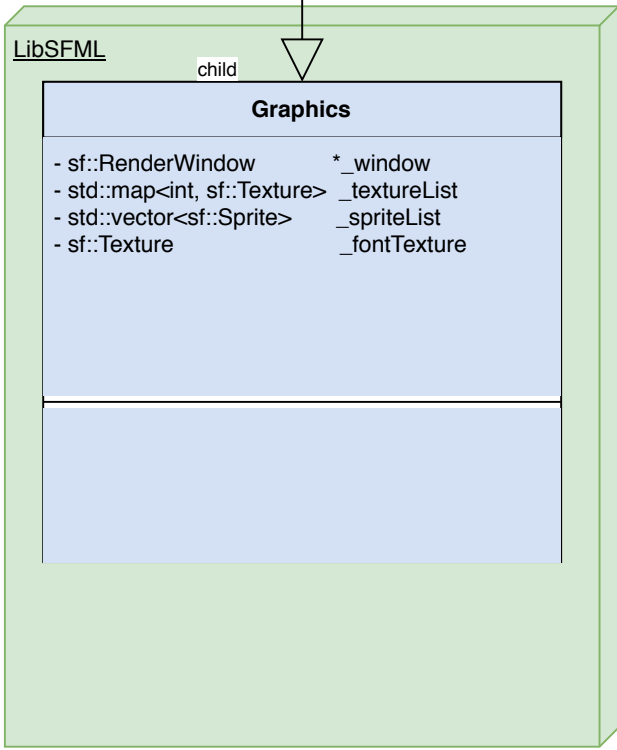 LibSFML
child
Graphics
- sf::RenderWindow *_window
- std::map<int, sf::Texture> _textureList
- std::vector<sf::Sprite> _spriteList
- sf::Texture _fontTexture